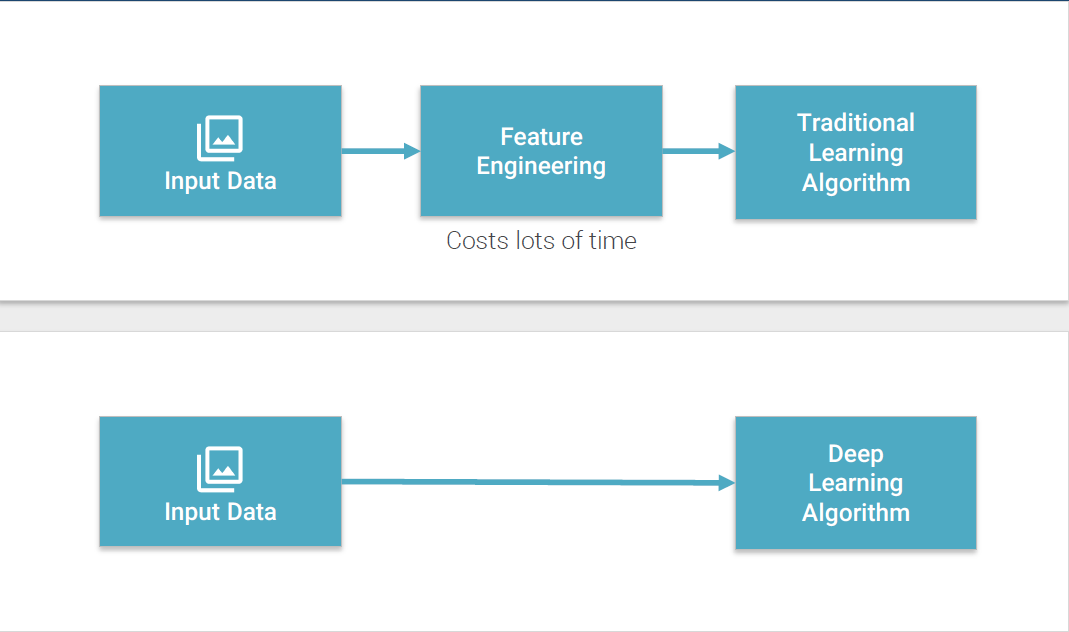 Input Data
Feature
Engineering
Traditional
Learning
Algorithm
Costs lots of time
Input Data
Deep
Learning
Algorithm